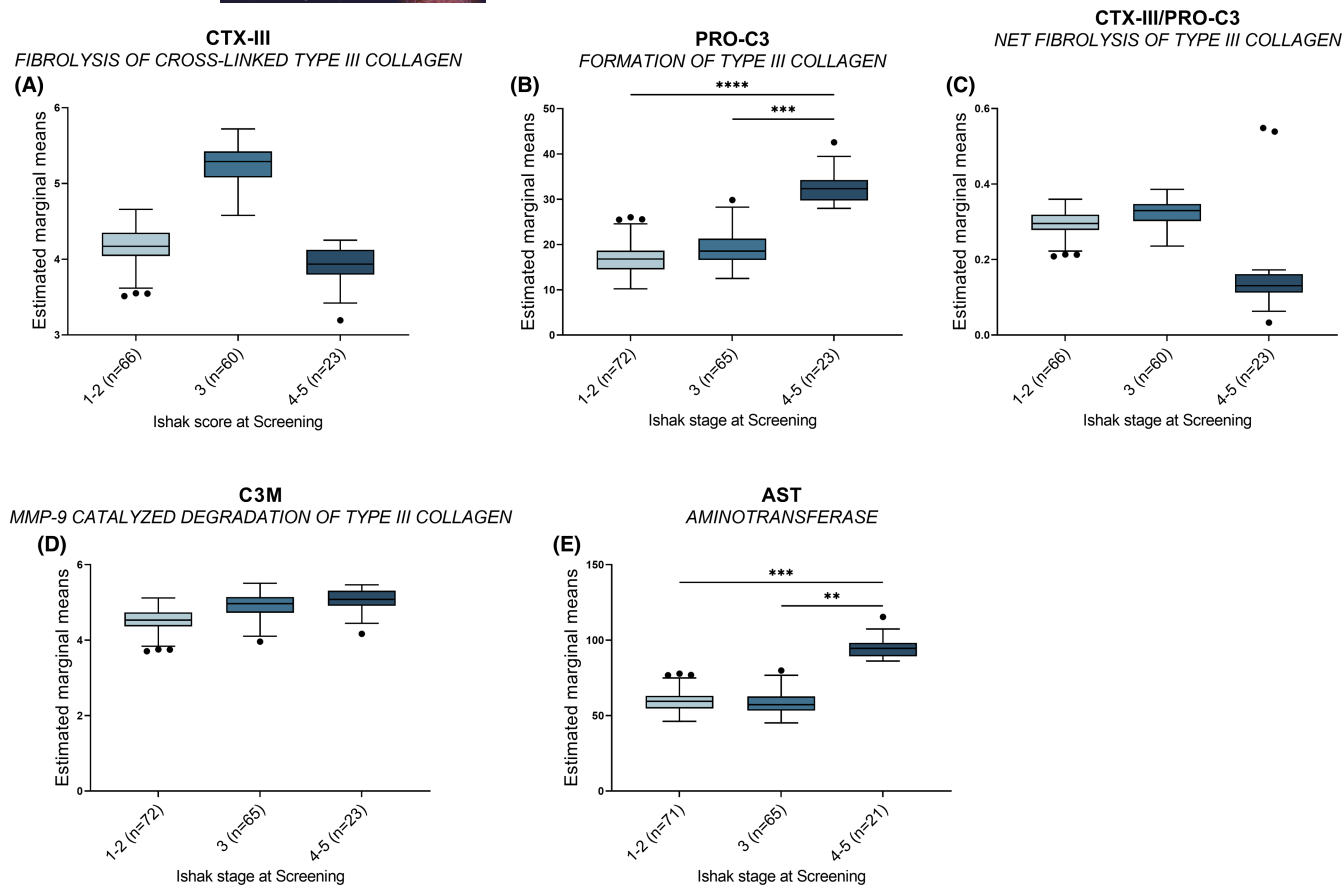 CTX-III
FIBROLYSIS OF CROSS-LINKED TYPE III COLLAGEN
(A)
Estimated marginal means
6
5
4
3
1-2 (n=66)
3 (n=60)
4-5 (n=23)
Ishak score at Screening
PRO-C3
FORMATION OF TYPE III COLLAGEN
(B)
****
***
Estimated marginal means
50
40
30
20
10
0
1-2 (n=72)
3 (n=65)
4-5 (n=23)
Ishak stage at Screening
CTX-III/PRO-C3
NET FIBROLYSIS OF TYPE III COLLAGEN
(C)
Estimated marginal means
0.6
0.4
0.2
0.0
1-2 (n=66)
3 (n=60)
4-5 (n=23)
Ishak stage at Screening
C3M
MMP-9 CATALYZED DEGRADATION OF TYPE III COLLAGEN
(D)
Estimated marginal means
6
4
2
0
1-2 (n=72)
3 (n=65)
4-5 (n=23)
Ishak stage at Screening
AST
AMINOTRANSFERASE
(E)
***
**
Estimated marginal means
150
100
50
0
1-2 (n=71)
3 (n=65)
4-5 (n=21)
Ishak stage at Screening